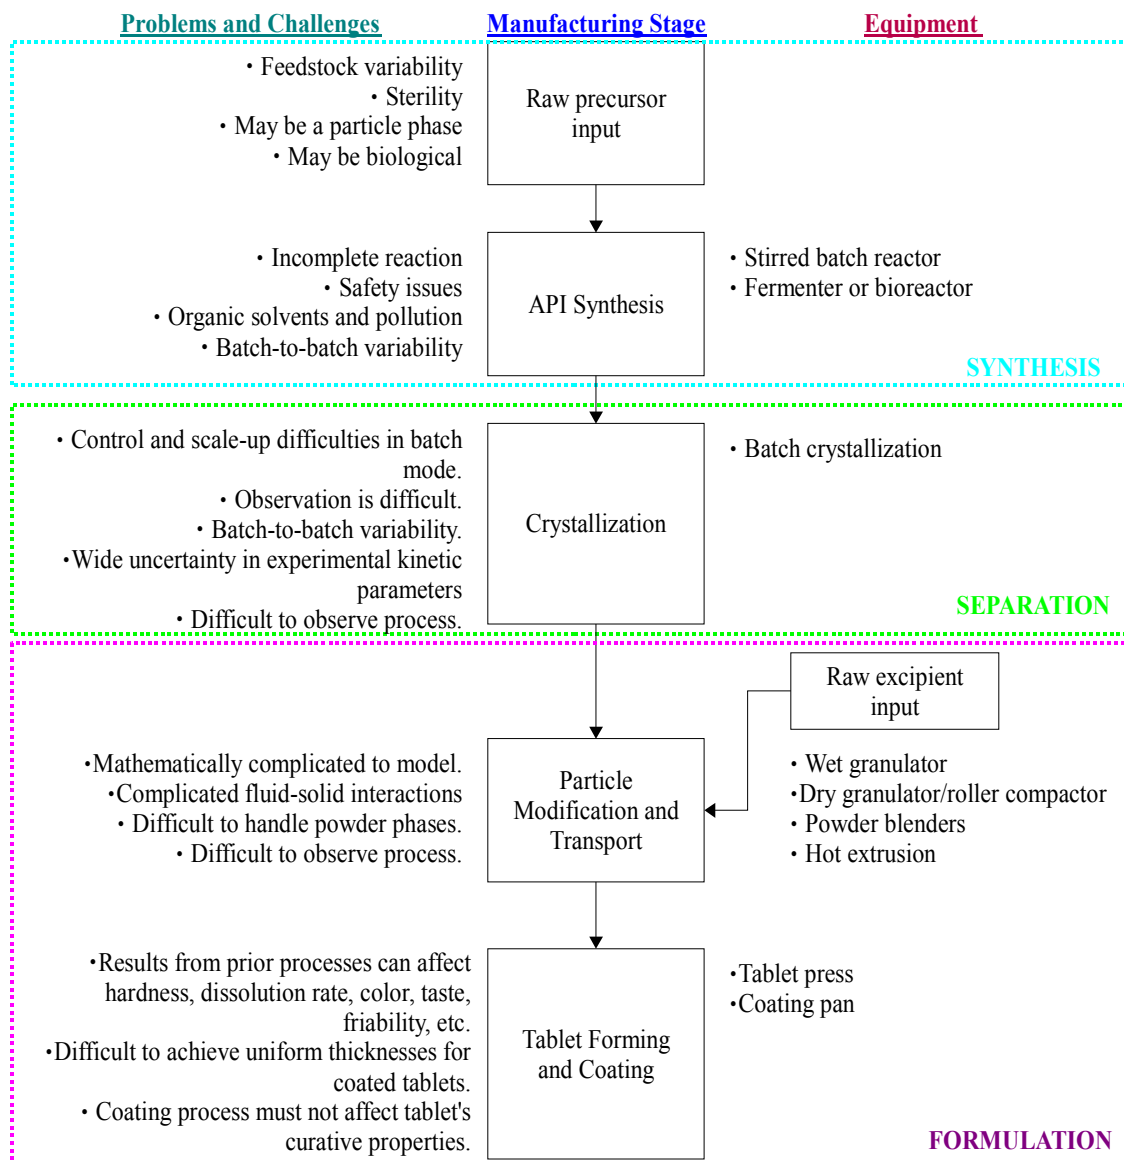 Problems and Challenges
Manufacturing Stage
Equipment
• Feedstock variability
• Sterility
• May be a particle phase
• May be biological
Raw precursor
input
• Incomplete reaction
• Safety issues
• Organic solvents and pollution
• Batch-to-batch variability
API Synthesis
• Stirred batch reactor
• Fermenter or bioreactor
SYNTHESIS
• Control and scale-up difficulties in batch
mode.
• Observation is difficult.
• Batch-to-batch variability.
•Wide uncertainty in experimental kinetic
parameters
• Difficult to observe process.
Crystallization
• Batch crystallization
SEPARATION
Raw excipient
input
•Mathematically complicated to model.
•Complicated fluid-solid interactions
• Difficult to handle powder phases.
• Difficult to observe process.
Particle
Modification and
Transport
• Wet granulator
•Dry granulator/roller compactor
• Powder blenders
• Hot extrusion
•Results from prior processes can affect
hardness, dissolution rate, color, taste,
friability, etc.
•Difficult to achieve uniform thicknesses for
coated tablets.
• Coating process must not affect tablet's
curative properties.
Tablet Forming
and Coating
•Tablet press
•Coating pan
FORMULATION